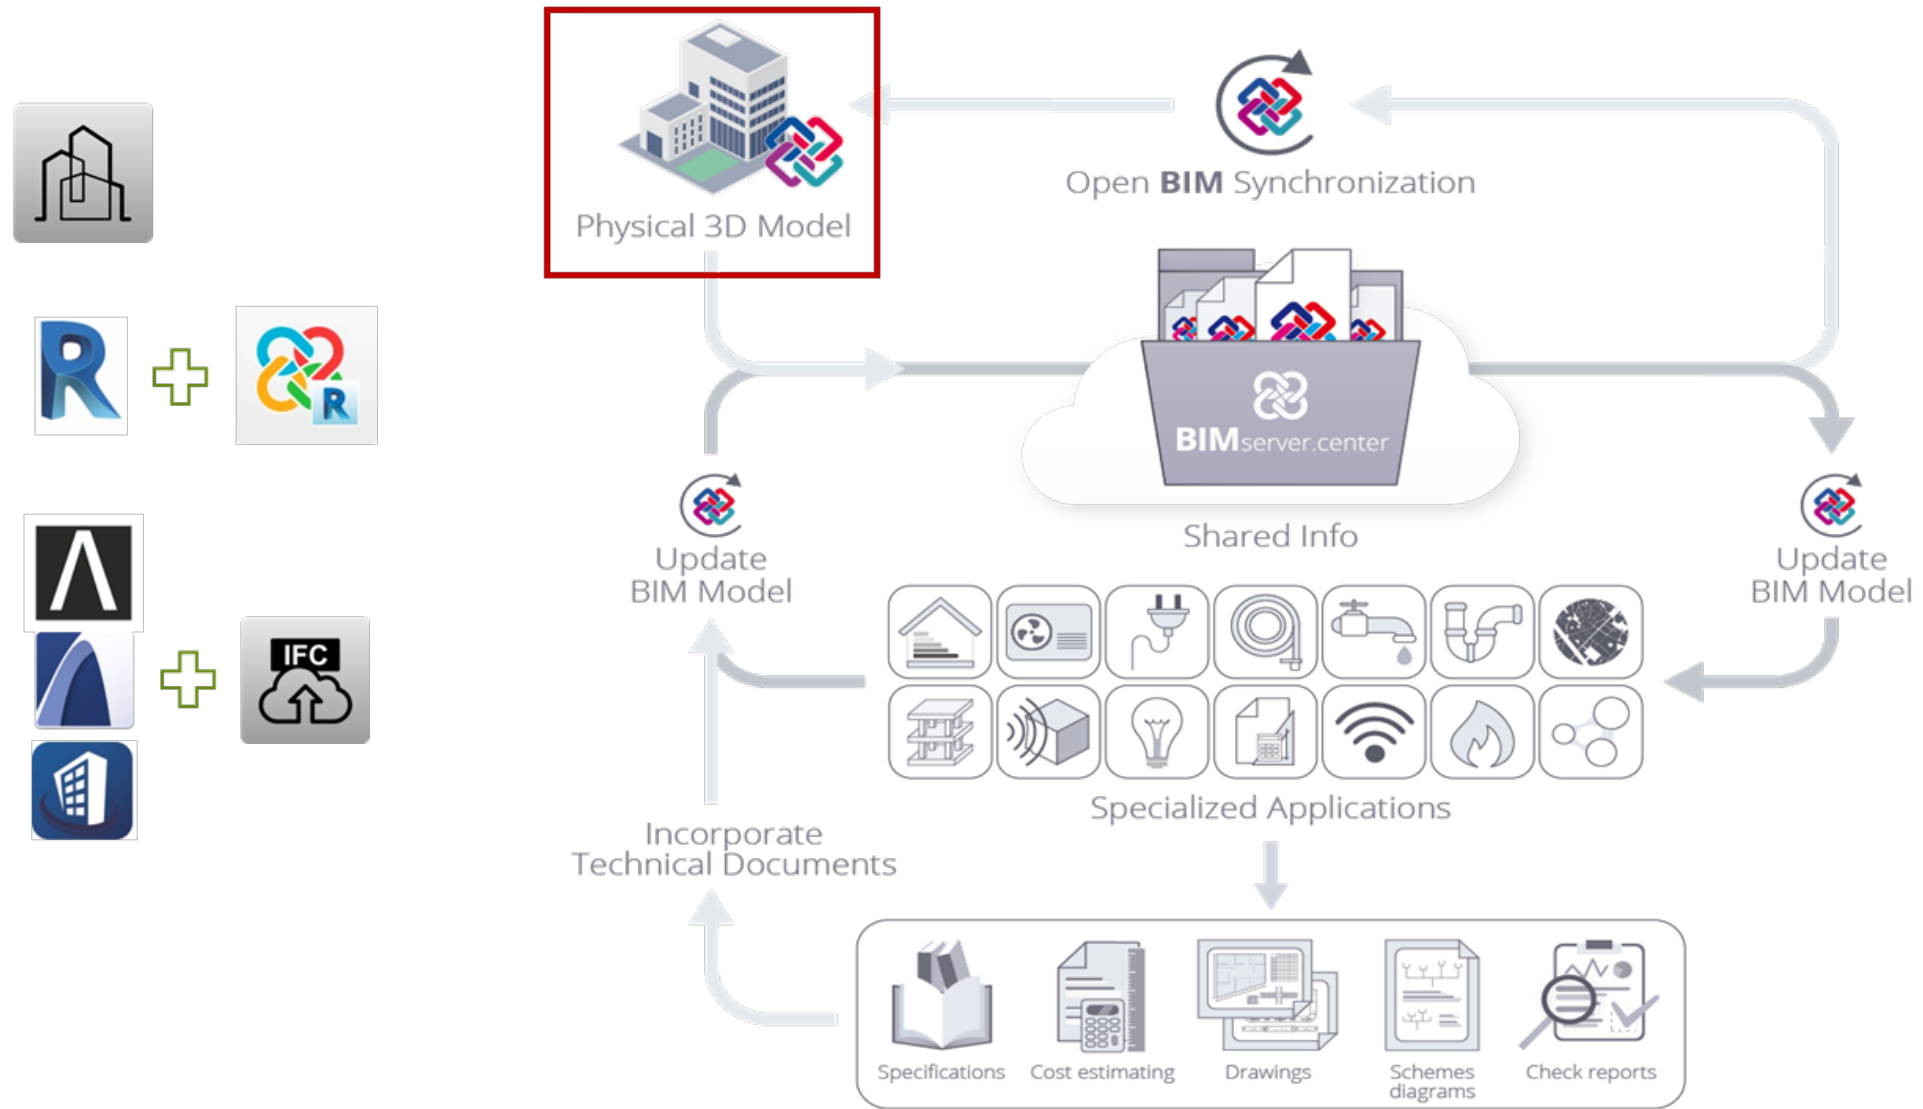 Physical 3D Model
Open BIM Synchronization
R
R
BIMserver.center
Shared Info
Update
BIM Model
Update
BIM Model
IFC
Specialized Applications
Incorporate
Technical Documents
Specifications
Cost estimating
Drawings
Schemes
diagrams
Check reports